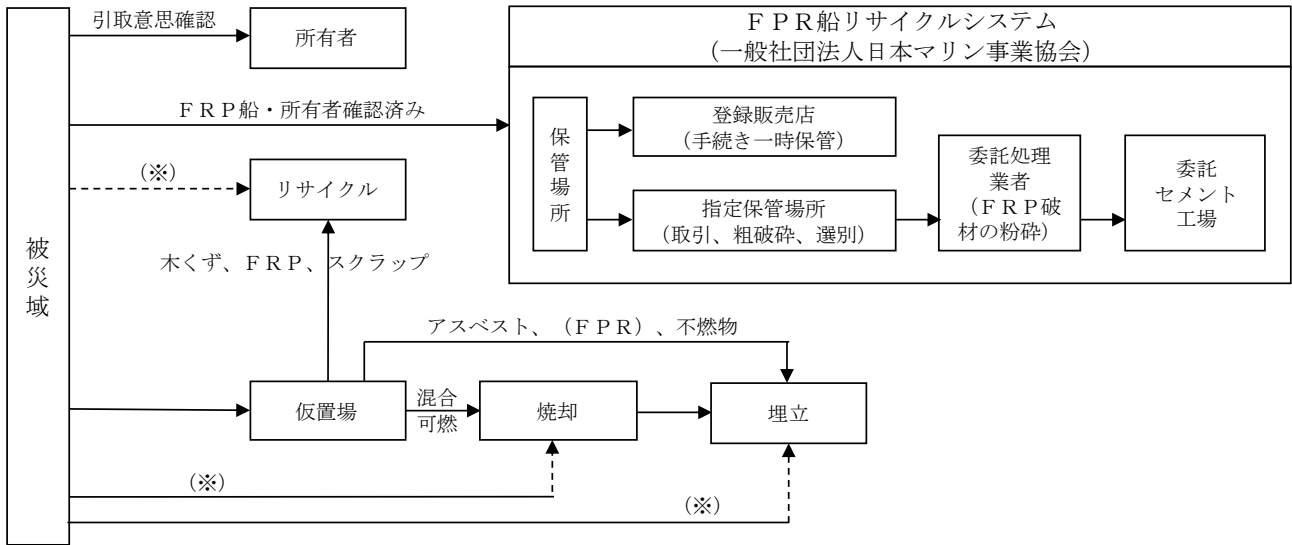 引取意思確認
所有者
ＦＰＲ船リサイクルシステム
（一般社団法人日本マリン事業協会）
ＦＲＰ船・所有者確認済み
保管場所
登録販売店
（手続き一時保管）
指定保管場所
（取引、粗破砕、選別）
委託処理
業者
（ＦＲＰ破
材の粉砕）
委託
セメント
工場
（※）
リサイクル
被災域
木くず、ＦＲＰ、スクラップ
アスベスト、（ＦＰＲ）、不燃物
仮置場
混合
可燃
焼却
埋立
（※）
（※）